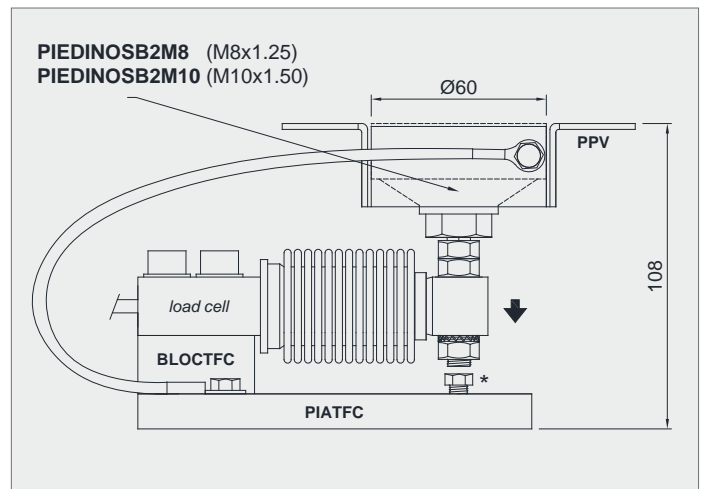 PIEDINOSB2M8 (M8x1.25)
PIEDINOSB2M10 (M10x1.50)
Ø60
PPV
108
load cell
BLOCTFC
*
PIATFC